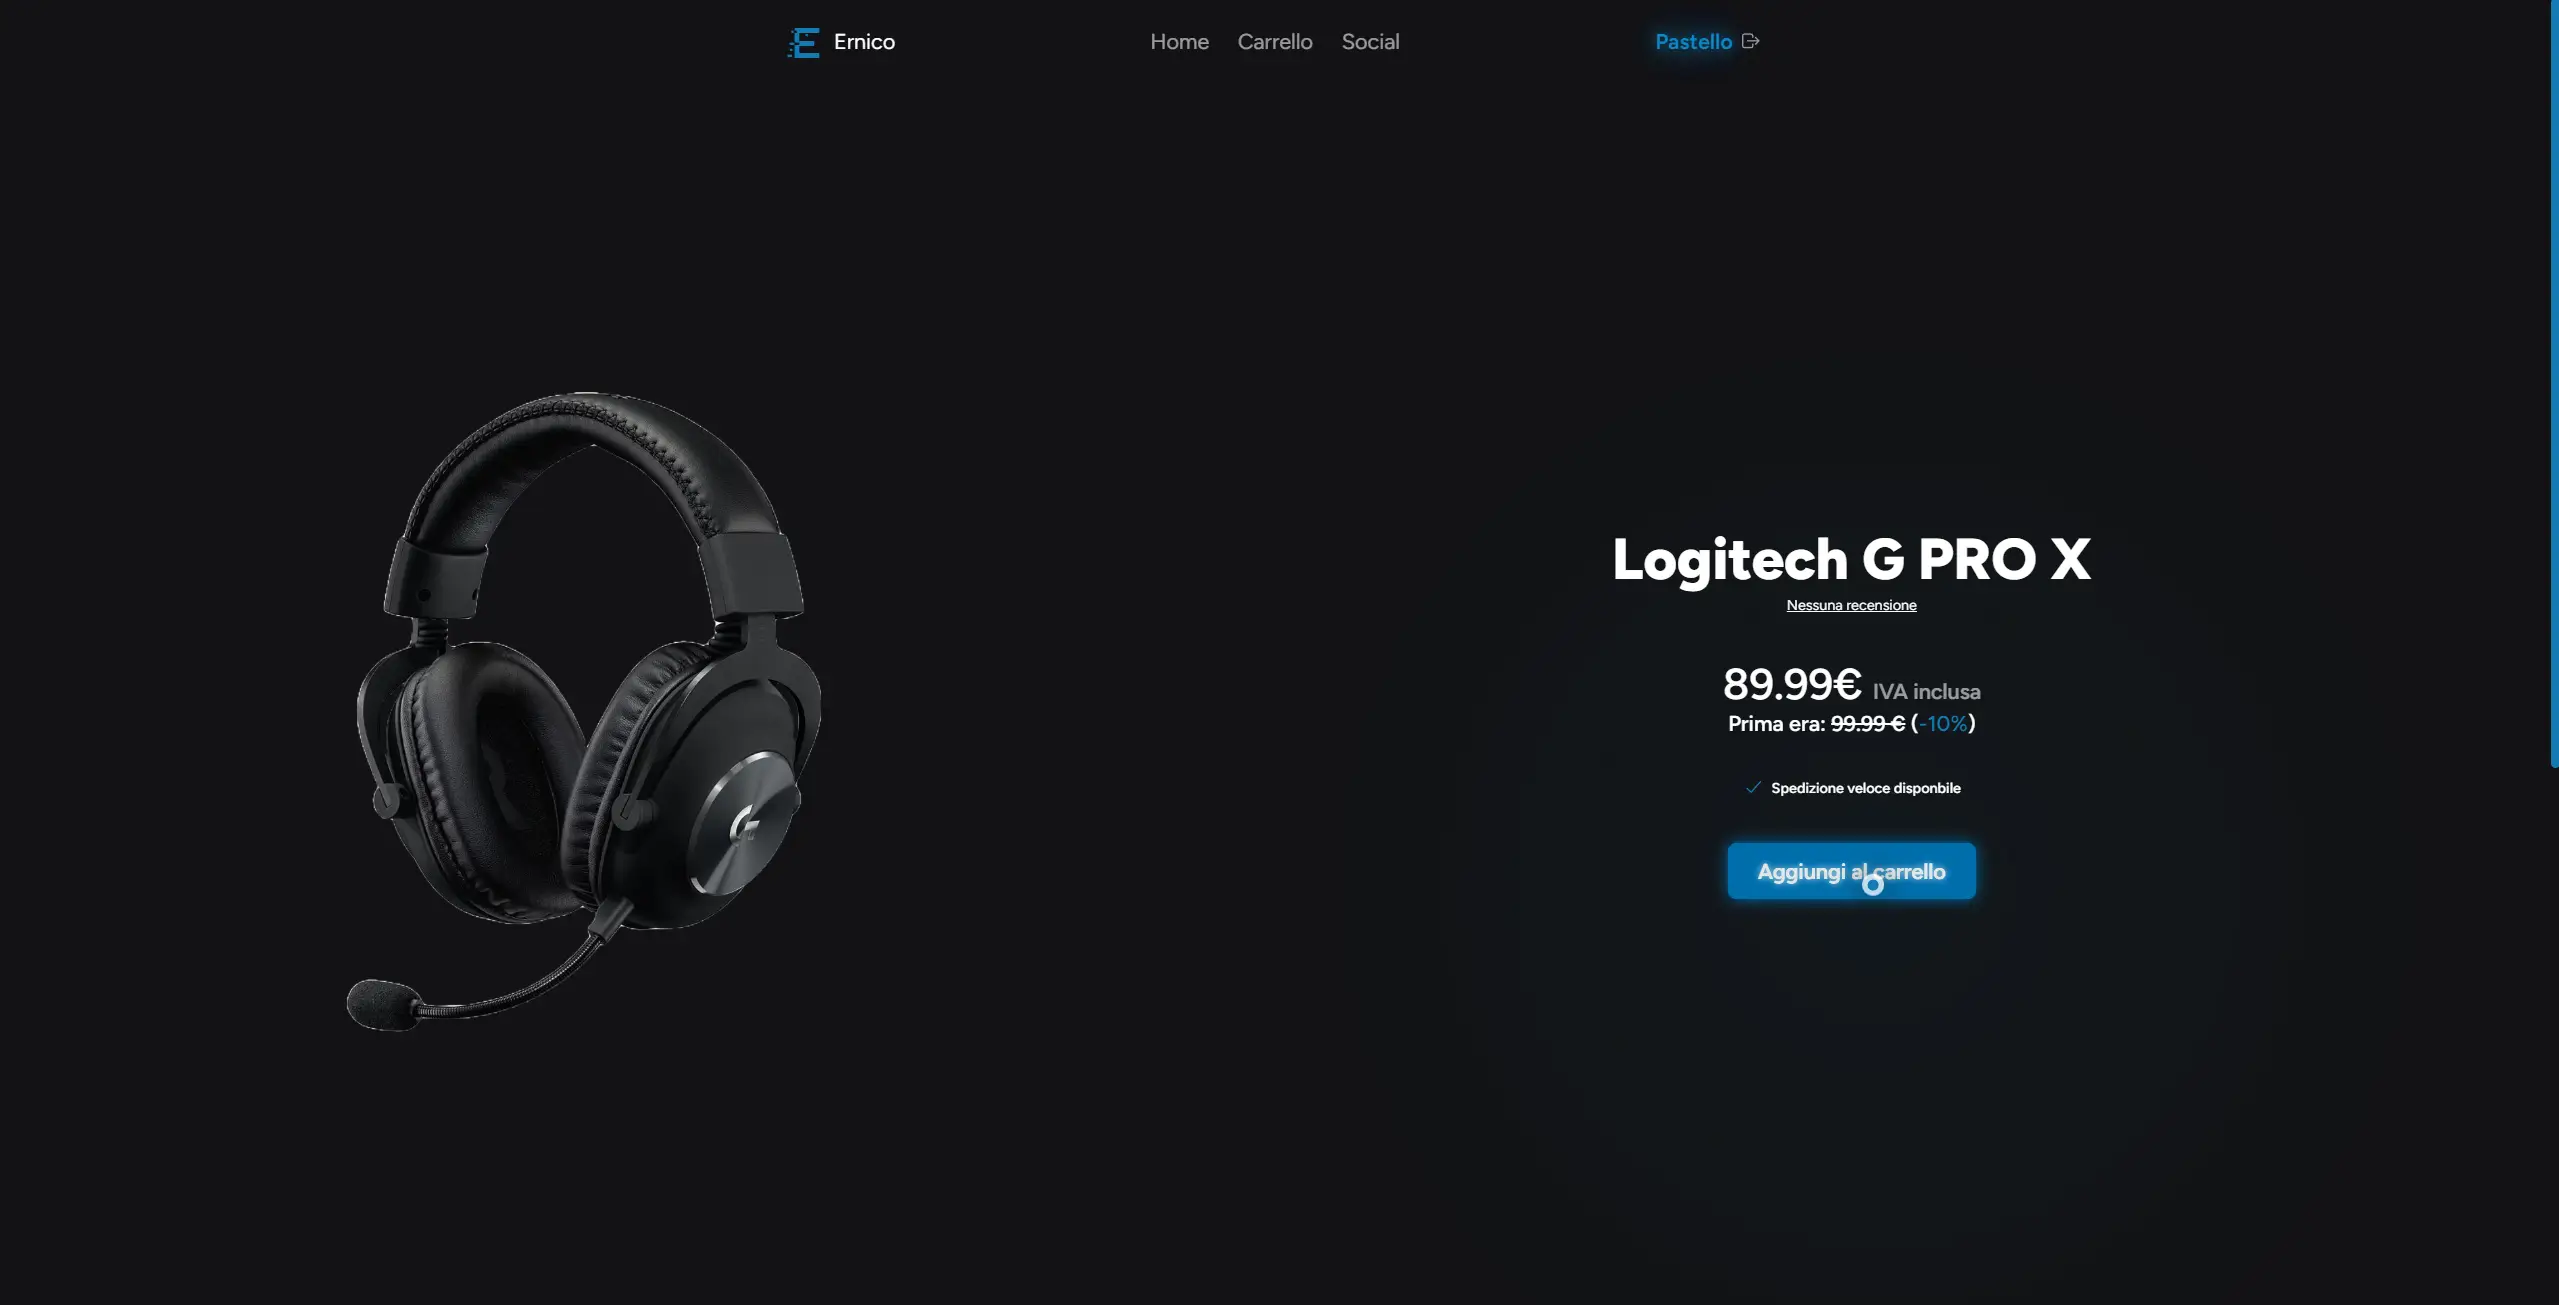 Ernico
Home Carrello Social
Pastello
Logitech G PRO X
Nessuna recensione
89.99€ IVA inclusa
Prima era: 99.99 € (-10%)
Spedizione veloce disponbile
Aggiungi al carrello